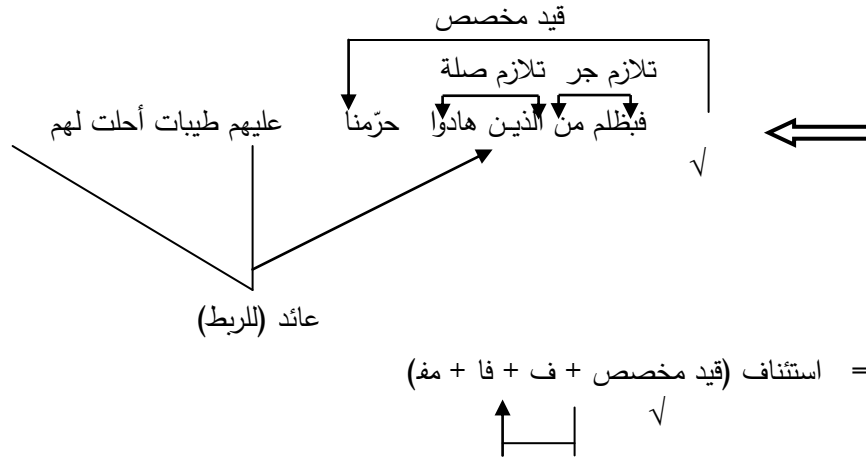 قيد مخصص
تلازم جر تلازم صلة
فبظلم من الذين هادوا حرّمنا عليهم طيبات أحلت لهم
√
عائد (للربط)
= استئناف (قيد مخصص + ف + فا + مف)
√